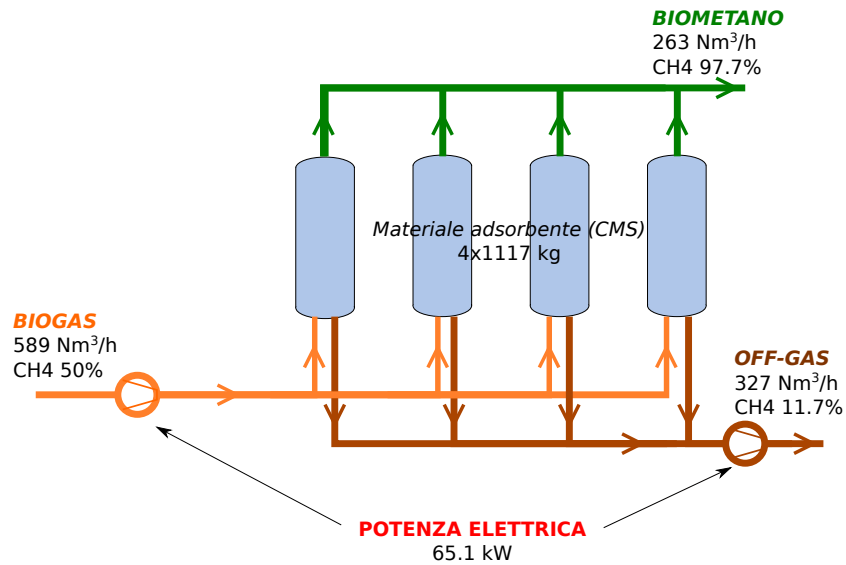 BIOMETANO
263 Nm³/h
CH4 97.7%
Materiale adsorbente (CMS)
4x1117 kg
BIOGAS
589 Nm³/h
CH4 50%
OFF-GAS
327 Nm³/h
CH4 11.7%
POTENZA ELETTRICA
65.1 kW